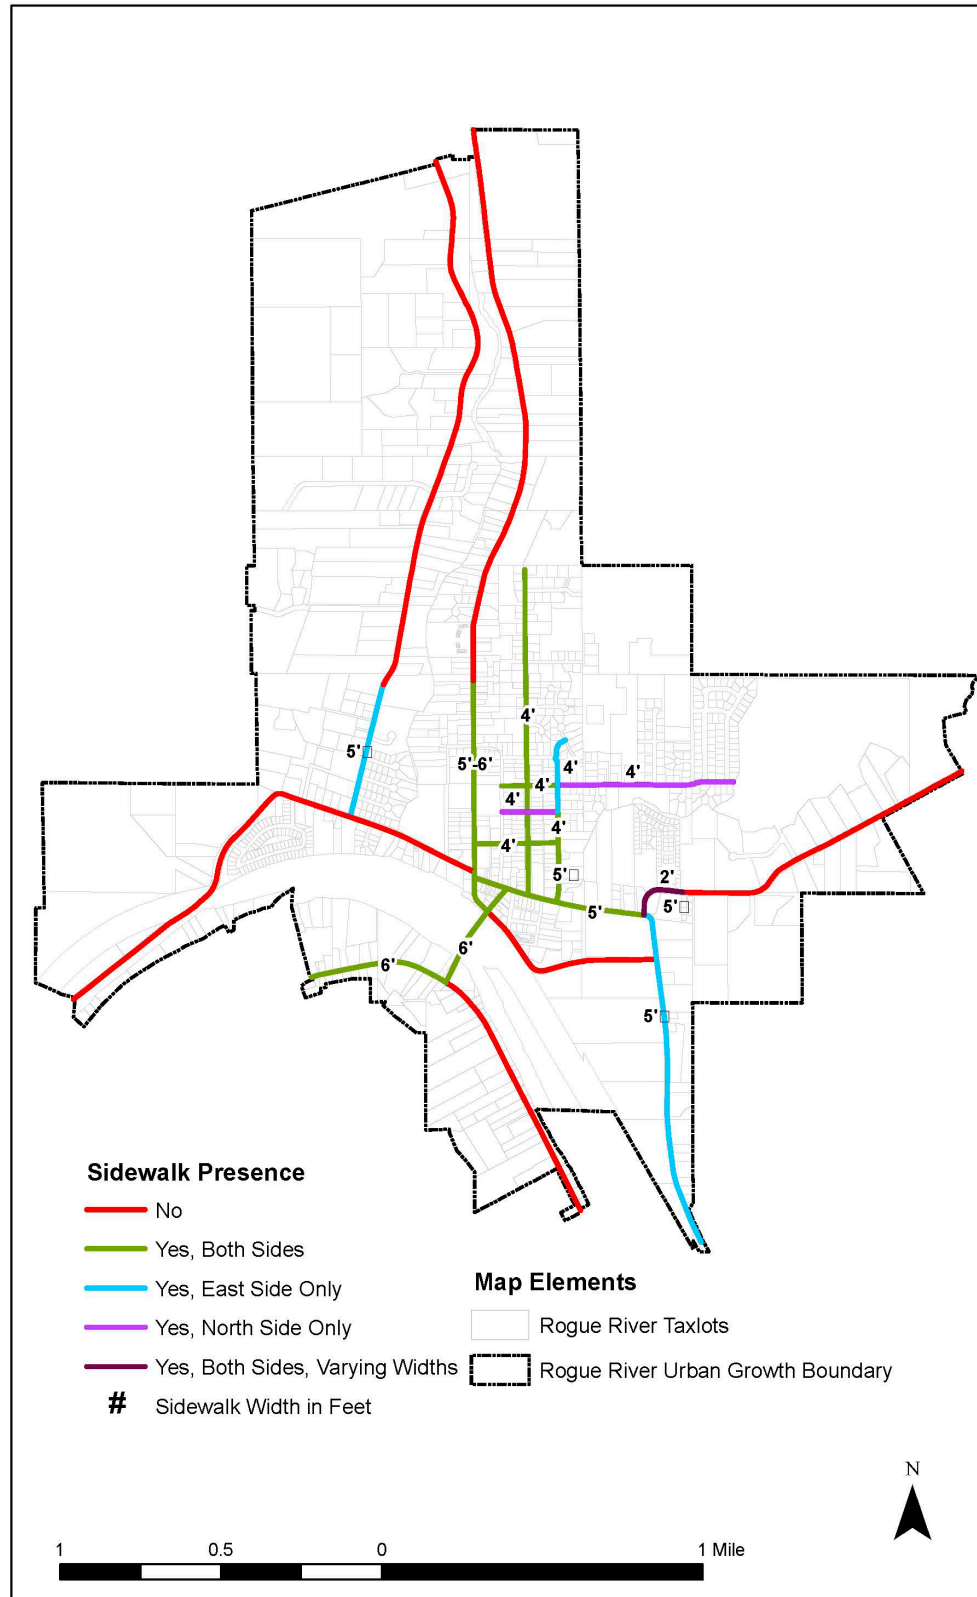 4'
5'
5'-6'
4'
4'
4'
4'
4'
4'
5'
2'
5'
5'
6'
6'
5'
Sidewalk Presence
No
Yes, Both Sides
Yes, East Side Only
Yes, North Side Only
Yes, Both Sides, Varying Widths
# Sidewalk Width in Feet
Map Elements
Rogue River Taxlots
Rogue River Urban Growth Boundary
N
1 0.5 0 1 Mile